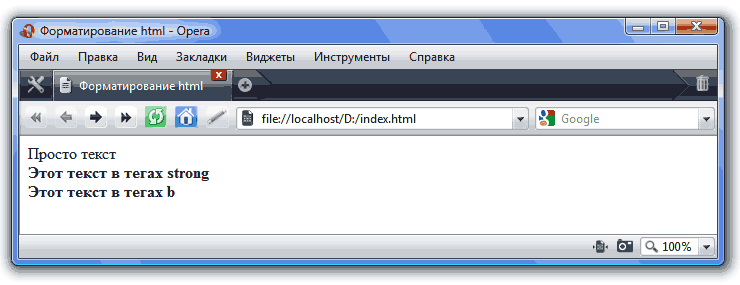 Форматирование html - Opera
Файл Правка Вид Закладки Виджеты Инструменты Справка
Форматирование html
file://localhost/D:/index.html Google
Просто текст
Этот текст в тегах strong
Этот текст в тегах b
100%